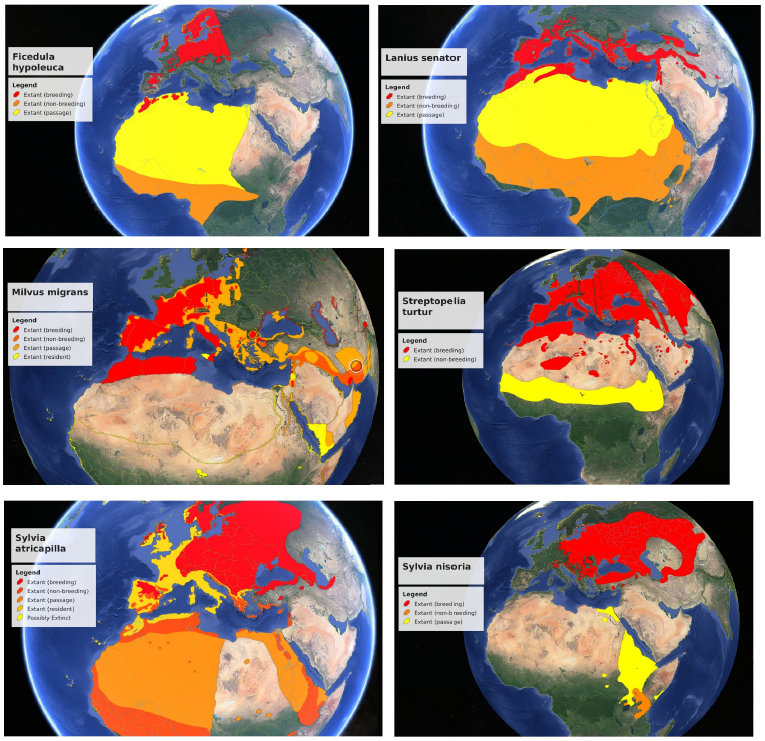 Ficedula
hypoleuca
Legend
Extant (breeding)
Extant (non-breeding)
Extant (passage)
Lanius senator
Legend
Extant (breeding)
Extant (non-breeding)
Extant (passage)
Milvus migrans
Legend
Extant (breeding)
Extant (non-breeding)
Extant (passage)
Extant (resident)
Streptopelia
turtur
Legend
Extant (breeding)
Extant (non-breeding)
Sylvia
atricapilla
Legend
Extant (breeding)
Extant (non-breeding)
Extant (passage)
Extant (resident)
Possibly Extinct
Sylvia nisoria
Legend
Extant (breeding)
Extant (non-breeding)
Extant (passage)